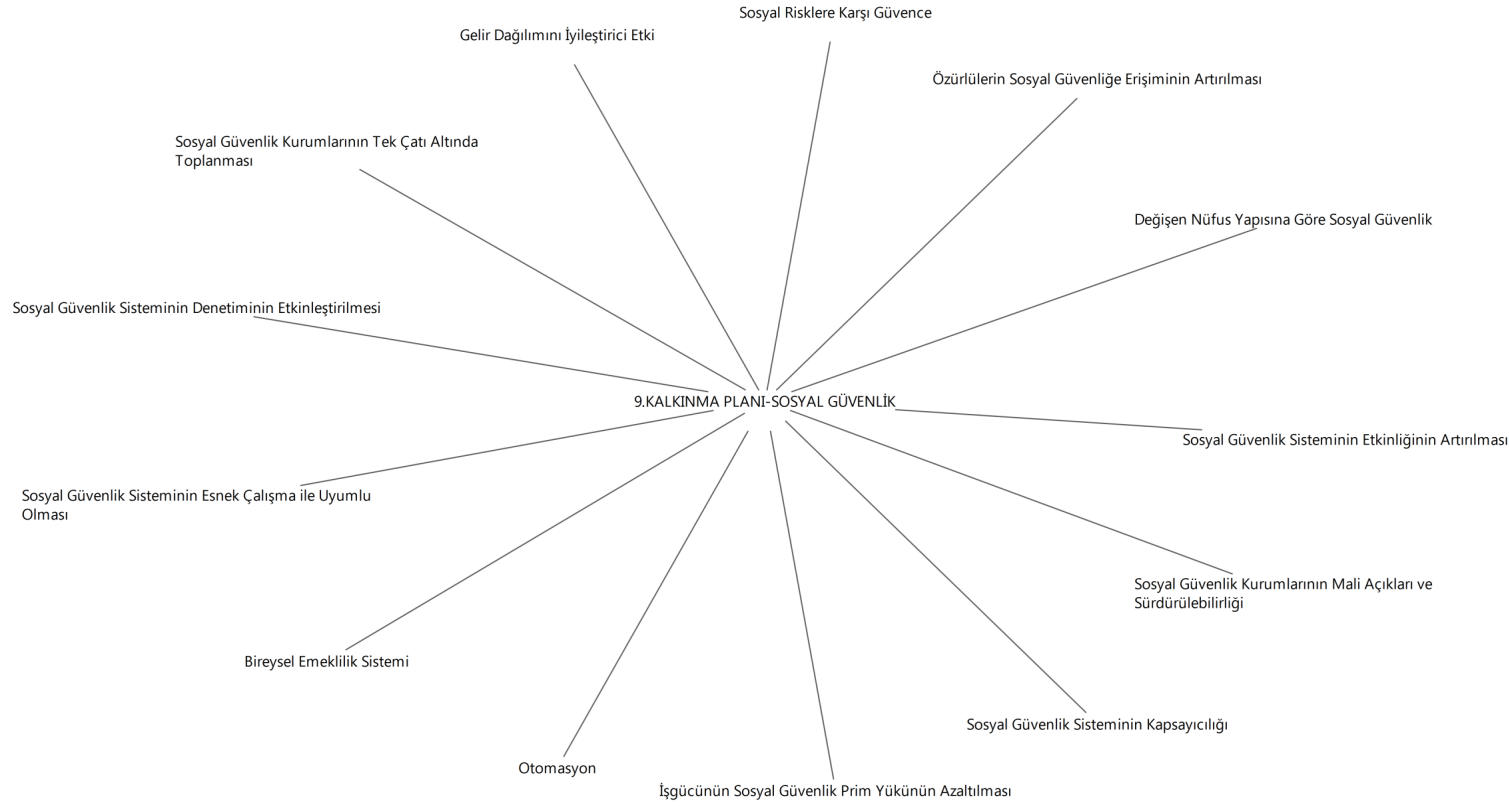 Sosyal Risklere Karşı Güvence
Gelir Dağılımını İyileştirici Etki
Özürlülerin Sosyal Güvenliğe Erişiminin Artırılması
Sosyal Güvenlik Kurumlarının Tek Çatı Altında
Toplanması
Değişen Nüfus Yapısına Göre Sosyal Güvenlik
Sosyal Güvenlik Sisteminin Denetiminin Etkinleştirilmesi
9.KALKINMA PLANI-SOSYAL GÜVENLİK
Sosyal Güvenlik Sisteminin Etkinliğinin Artırılması
Sosyal Güvenlik Sisteminin Esnek Çalışma ile Uyumlu
Olması
Sosyal Güvenlik Kurumlarının Mali Açıkları ve
Sürdürülebilirliği
Bireysel Emeklilik Sistemi
Sosyal Güvenlik Sisteminin Kapsayıcılığı
Otomasyon
İşgücünün Sosyal Güvenlik Prim Yükünün Azaltılması